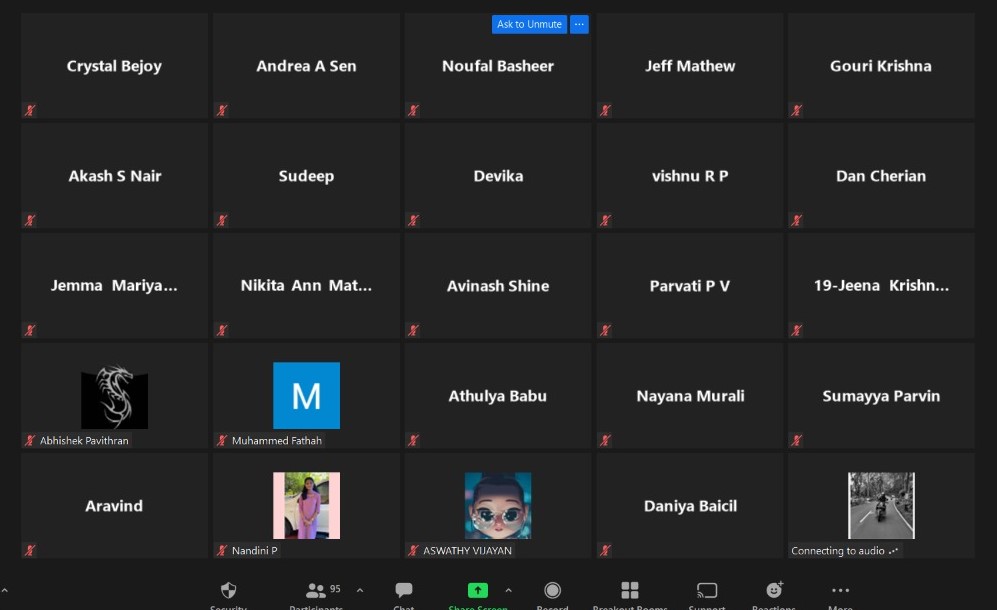 Ask to Unmute ...
Crystal Bejoy
Andrea A Sen
Noufal Basheer
Jeff Mathew
Gouri Krishna
Akash S Nair
Sudeep
Devika
vishnu R P
Dan Cherian
Jemma Mariya...
Nikita Ann Mat...
Avinash Shine
Parvati P V
19-Jeena Krishn...
Abhishek Pavithran
M
Muhammed Fathah
Athulya Babu
Nayana Murali
Sumayya Parvin
Aravind
Nandini P
ASWATHY VIJAYAN
Daniya Baicil
Connecting to audio
95
Security
Participants
Chat
Share Screen
Record
Breakout Rooms
Support
Reactions
More